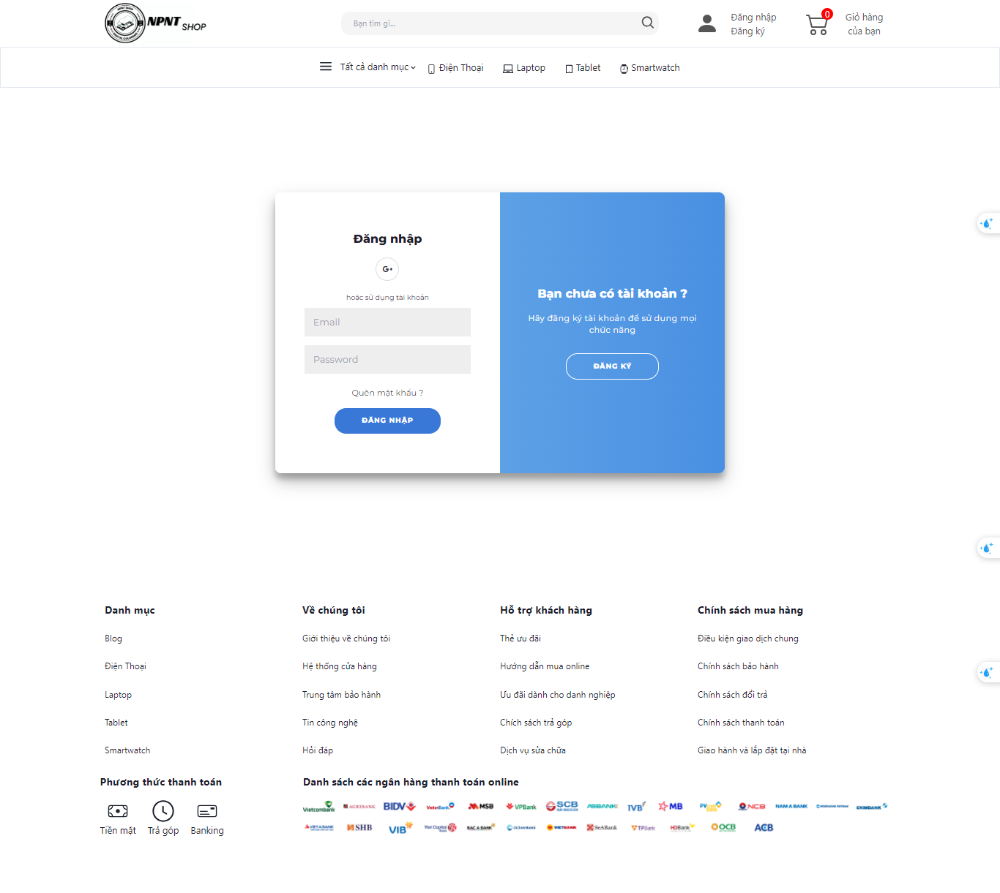 NPNT SHOP
NPNT SHOP
Bạn tìm gì...
Đăng nhập
Đăng ký
0
Giỏ hàng
của bạn
Tất cả danh mục
Điện Thoại
Laptop
Tablet
Smartwatch
Đăng nhập
G+
hoặc sử dụng tài khoản
Email
Password
Quên mật khẩu ?
ĐĂNG NHẬP
Bạn chưa có tài khoản ?
Hãy đăng ký tài khoản để sử dụng mọi
chức năng
ĐĂNG KÝ
Danh mục
Blog
Điện Thoại
Laptop
Tablet
Smartwatch
Về chúng tôi
Giới thiệu về chúng tôi
Hệ thống cửa hàng
Trung tâm bảo hành
Tin công nghệ
Hỏi đáp
Hỗ trợ khách hàng
Thẻ ưu đãi
Hướng dẫn mua online
Ưu đãi dành cho danh nghiệp
Chích sách trả góp
Dịch vụ sửa chữa
Chính sách mua hàng
Điều kiện giao dịch chung
Chính sách bảo hành
Chính sách đổi trả
Chính sách thanh toán
Giao hành và lắp đặt tại nhà
Phương thức thanh toán
Tiền mặt
Trả góp
Banking
Danh sách các ngân hàng thanh toán online
Vietcombank AGRIBANK BIDV VietinBank MSB VPBank SCB ABBANK IVB MB NCB NAM A BANK EXIMBANK
VIETABANK SHB VIB Viet Capital Bank BAC A BANK OCEAN BANK VIETBANK SeABank TPBank HDBank OCB ACB